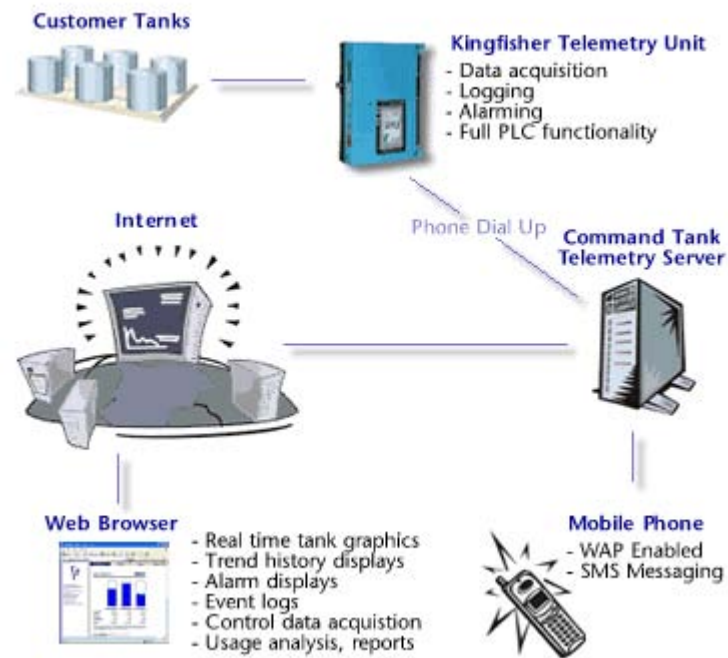 Customer Tanks
Kingfisher Telemetry Unit
- Data acquisition
- Logging
- Alarming
- Full PLC functionality
Phone Dial Up
Internet
Command Tank
Telemetry Server
Web Browser
- Real time tank graphics
- Trend history displays
- Alarm displays
- Event logs
- Control data acquistion
- Usage analysis, reports
Mobile Phone
- WAP Enabled
- SMS Messaging